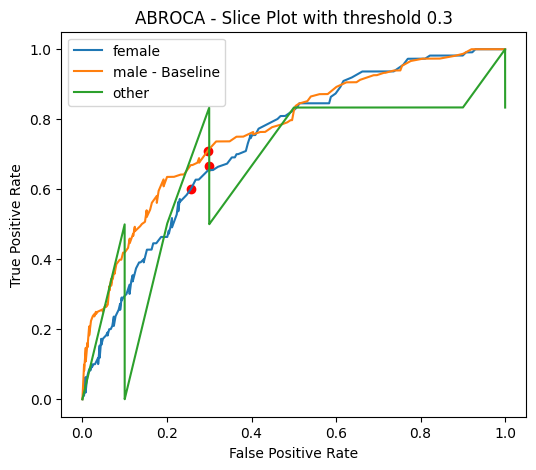 ABROCA - Slice Plot with threshold 0.3
female
male - Baseline
other
1.0
0.8
0.6
0.4
0.2
0.0
True Positive Rate
0.0 0.2 0.4 0.6 0.8 1.0
False Positive Rate